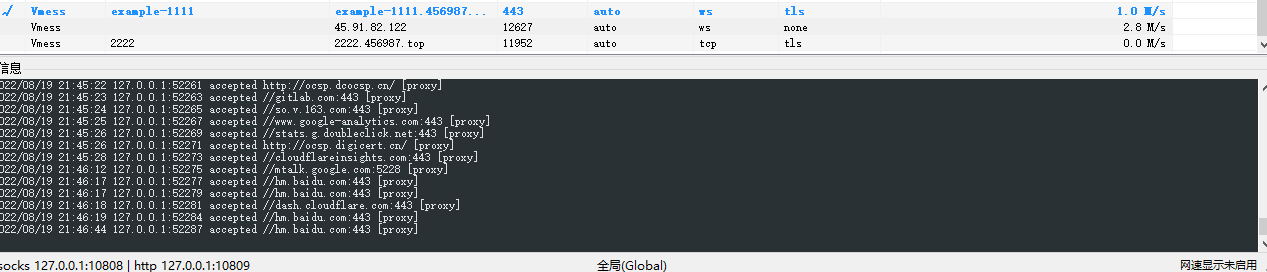 ✓ Vmess example-1111 example-1111.456987... 443 auto ws tls 1.0 M/s
Vmess 45.91.82.122 12627 auto ws none 2.8 M/s
Vmess 2222 2222.456987.top 11952 auto tcp tls 0.0 M/s
信息
022/08/19 21:45:22 127.0.0.1:52261 accepted http://ocsp.dcocsp.cn/ [proxy]
022/08/19 21:45:23 127.0.0.1:52263 accepted //gitlab.com:443 [proxy]
022/08/19 21:45:24 127.0.0.1:52265 accepted //so.v.163.com:443 [proxy]
022/08/19 21:45:25 127.0.0.1:52267 accepted //www.google-analytics.com:443 [proxy]
022/08/19 21:45:26 127.0.0.1:52269 accepted //stats.g.doubleclick.net:443 [proxy]
022/08/19 21:45:26 127.0.0.1:52271 accepted http://ocsp.digicert.cn/ [proxy]
022/08/19 21:45:28 127.0.0.1:52273 accepted //cloudflareinsights.com:443 [proxy]
022/08/19 21:46:12 127.0.0.1:52275 accepted //mtalk.google.com:5228 [proxy]
022/08/19 21:46:17 127.0.0.1:52277 accepted //hm.baidu.com:443 [proxy]
022/08/19 21:46:17 127.0.0.1:52279 accepted //hm.baidu.com:443 [proxy]
022/08/19 21:46:18 127.0.0.1:52281 accepted //dash.cloudflare.com:443 [proxy]
022/08/19 21:46:19 127.0.0.1:52284 accepted //hm.baidu.com:443 [proxy]
022/08/19 21:46:44 127.0.0.1:52287 accepted //hm.baidu.com:443 [proxy]
socks 127.0.0.1:10808 | http 127.0.0.1:10809 全局(Global) 网速显示未启用